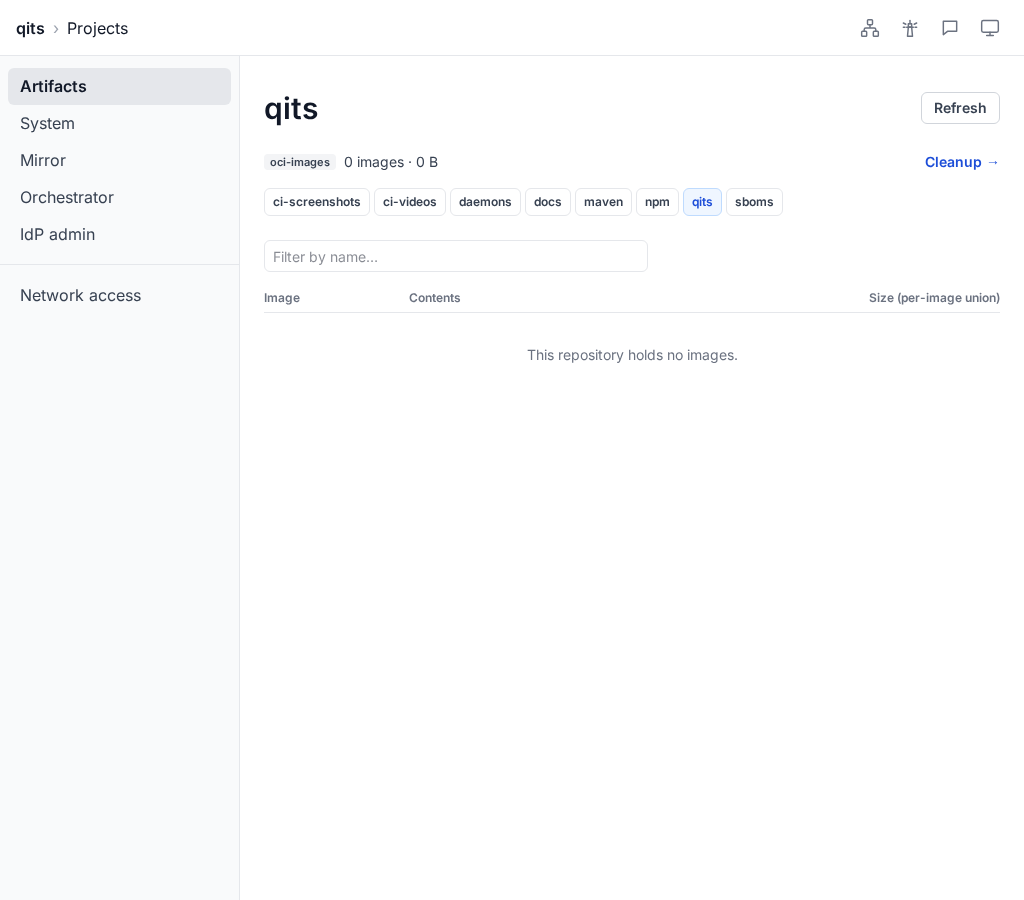 qits › Projects
Artifacts
System
Mirror
Orchestrator
IdP admin
Network access
qits
Refresh
oci-images 0 images · 0 B
Cleanup →
ci-screenshots ci-videos daemons docs maven npm qits sboms
Filter by name...
Image Contents Size (per-image union)
This repository holds no images.